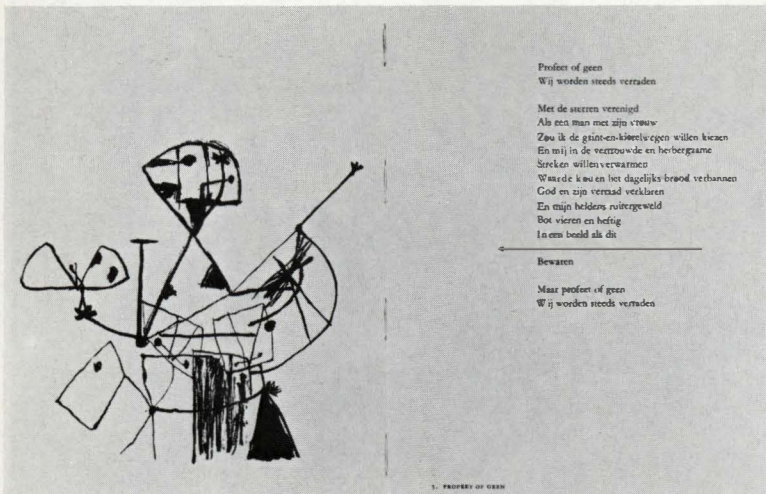 Profeet of geen
Wij worden steeds verraden

Met de sterren verenigd
Als een man met zijn vrouw
Zou ik de grint-en-kiezelwegen willen kiezen
En mij in de vertrouwde en herbergzame
Streken willen verwarmen
Waar de kou en het dagelijks brood verbannen
God en zijn verraad verklaren
En mijn heldens ruitergeweld
Bot vieren en heftig
In een beeld als dit

Bewaren

Maar profeet of geen
Wij worden steeds verraden

5. PROFEET OF GEEN